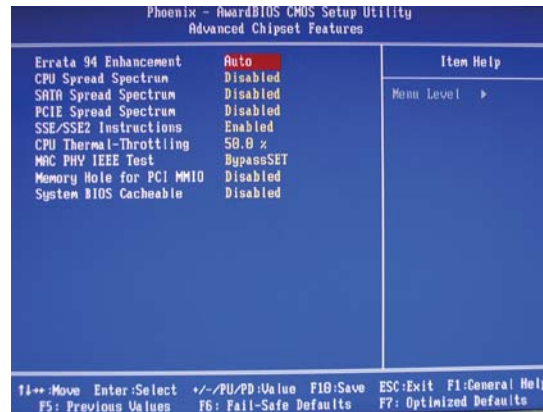 Phoenix - AwardBIOS CMOS Setup Utility
Advanced Chipset Features
Errata 94 Enhancement Auto
CPU Spread Spectrum Disabled
SATA Spread Spectrum Disabled
PCIE Spread Spectrum Disabled
SSE/SSE2 Instructions Enabled
CPU Thermal-Throttling 50.0 %
MAC PHY IEEE Test BypassSET
Memory Hole for PCI MMIO Disabled
System BIOS Cacheable Disabled
Item Help
Menu Level ▸
↑↓→←:Move Enter:Select +/-/PU/PD:Value F10:Save ESC:Exit F1:General Help
F5: Previous Values F6: Fail-Safe Defaults F7: Optimized Defaults